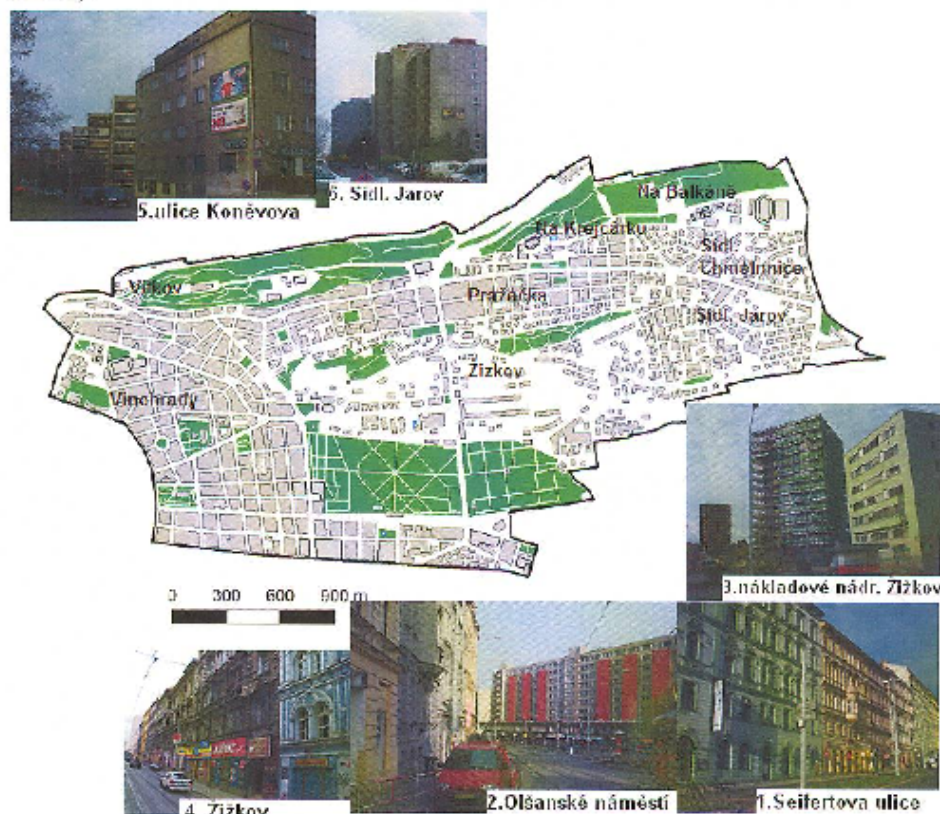 5.ulice Koněvova
6. Sídl. Jarov
Na Balkáně
Na Krejcárku
Sídl.
Chmelnice
Vítkov
Pražačka
Sídl. Jarov
Žižkov
Vinohrady
3.nákladové nádr. Žižkov
0 300 600 900 m
4. Žižkov
2.Olšanské náměstí
1.Seifertova ulice